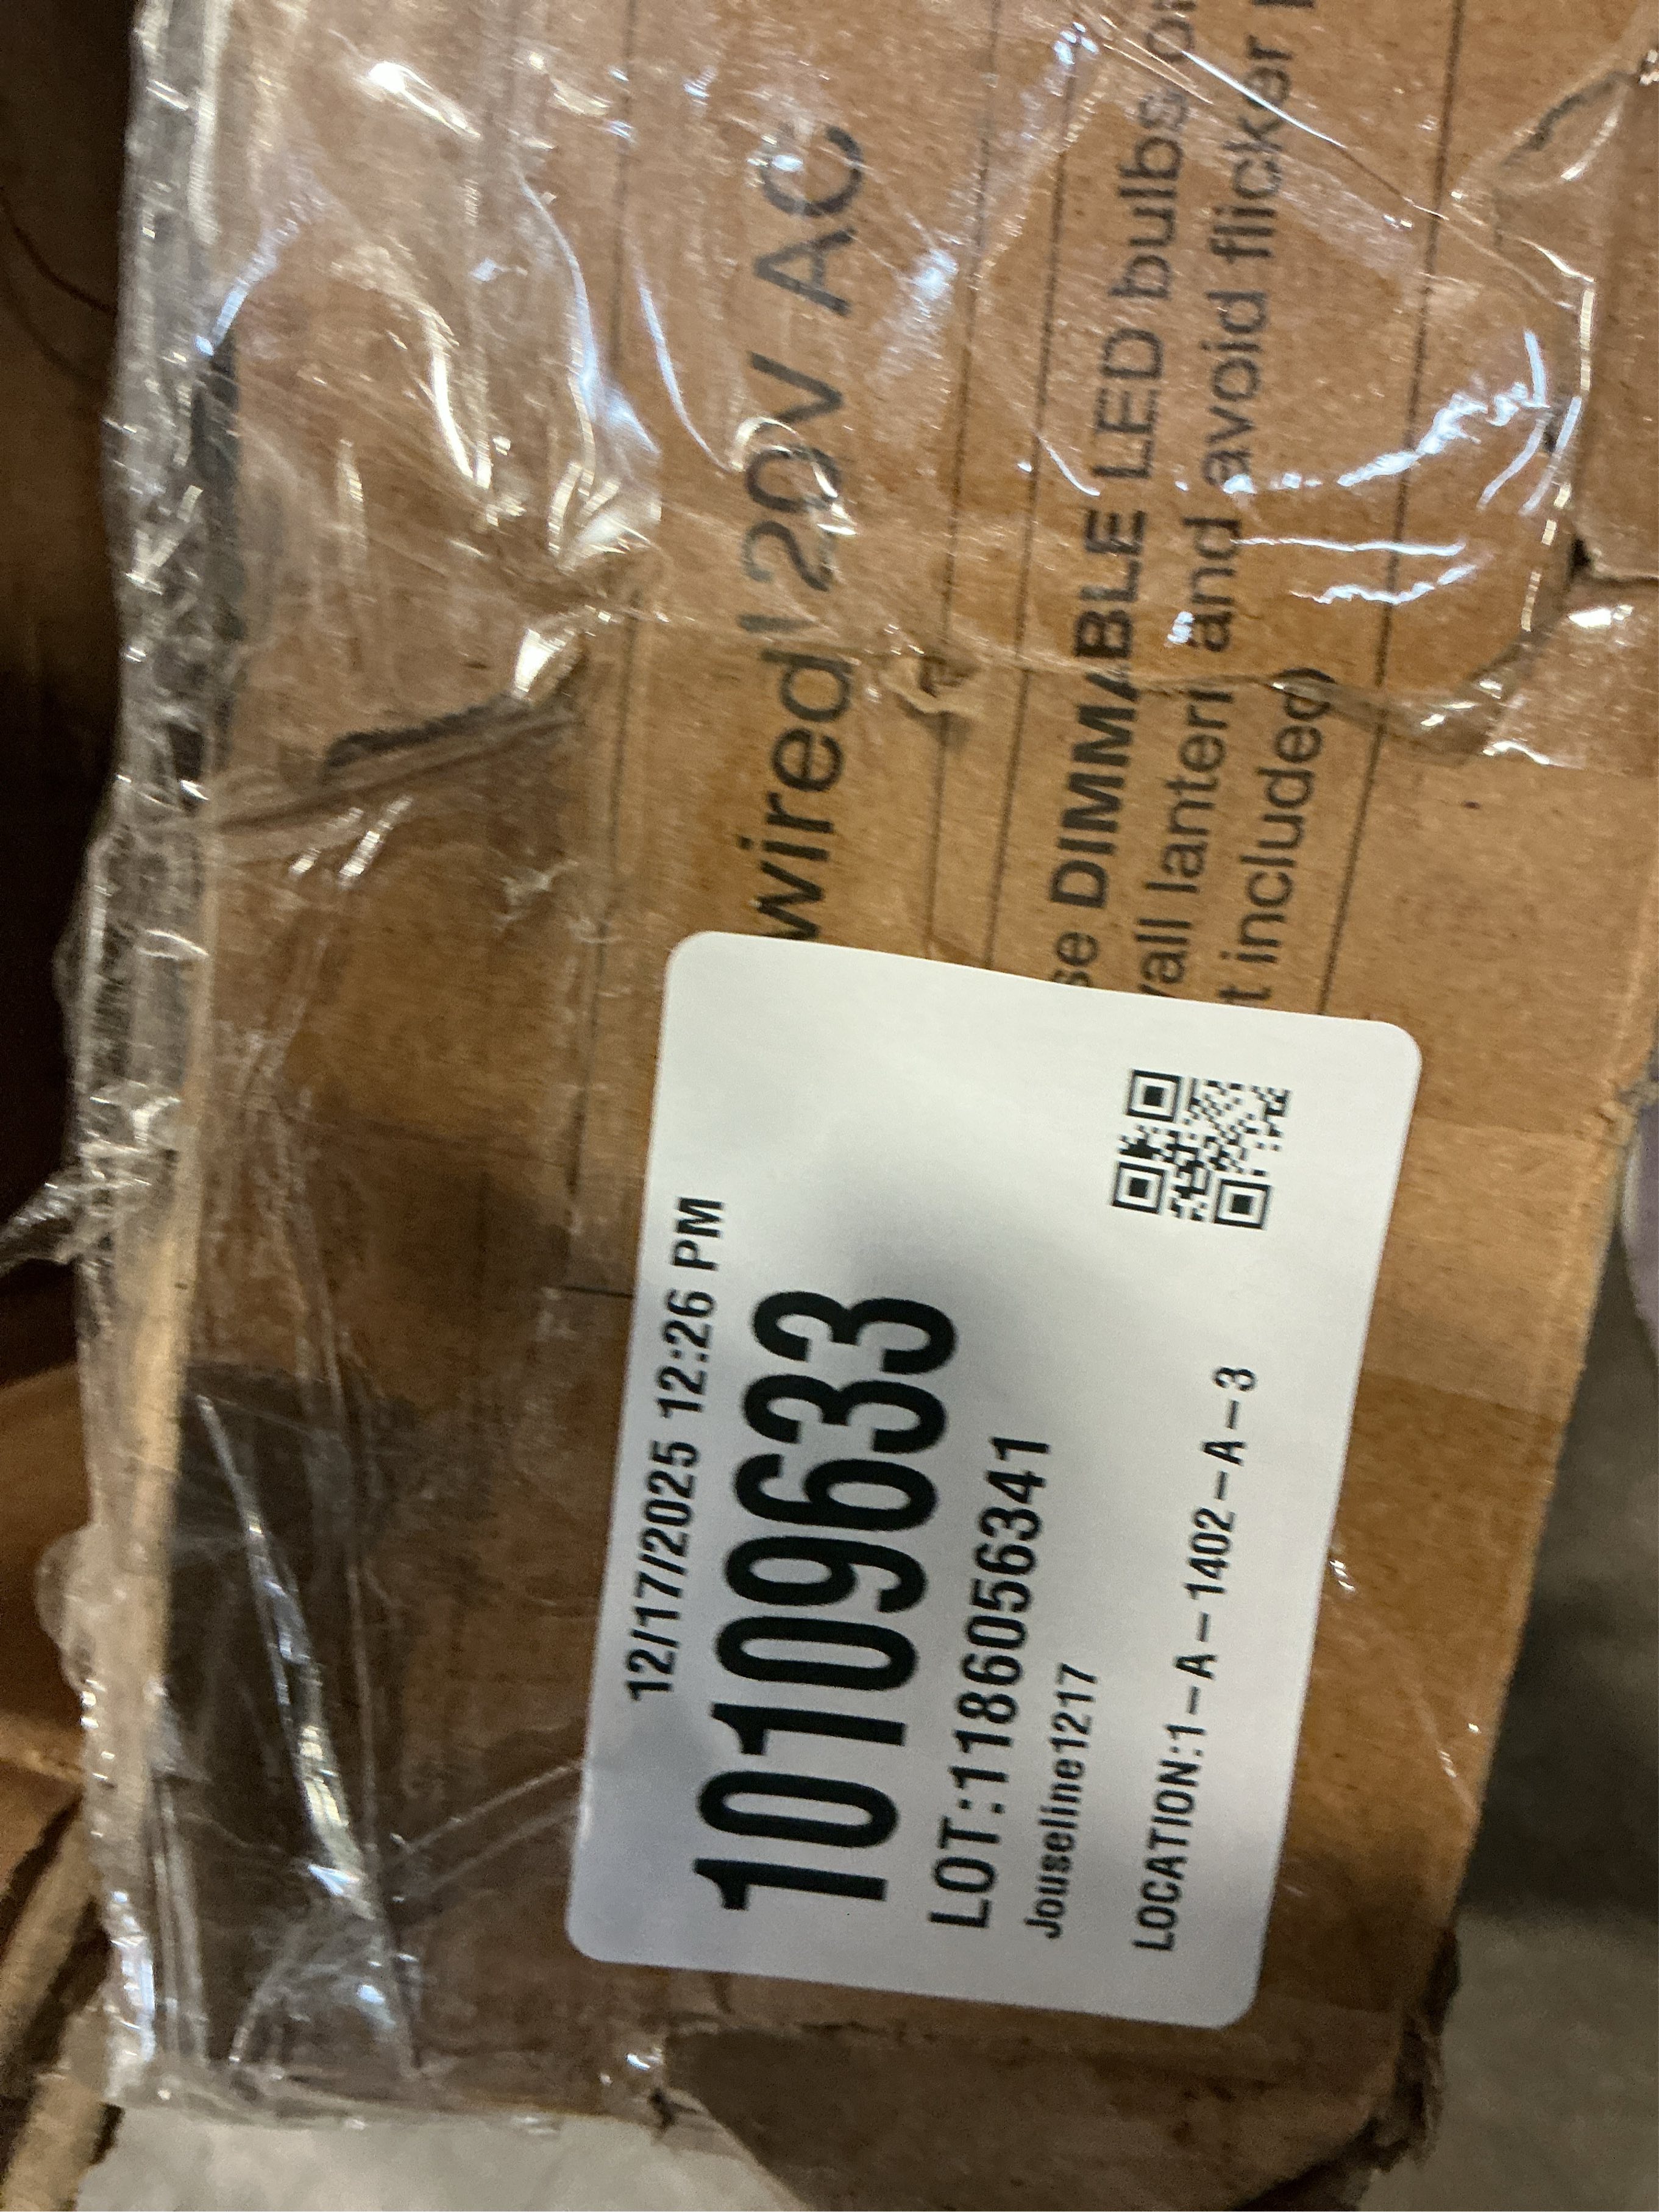 wired 120V AC
se DIMMABLE LED bulbs
all lantern and avoid flicker
t included)
12/17/2025 12:26 PM
1010963
LOT:1186056341
Jouseline1217
LOCATION:1-A-1402-A-3